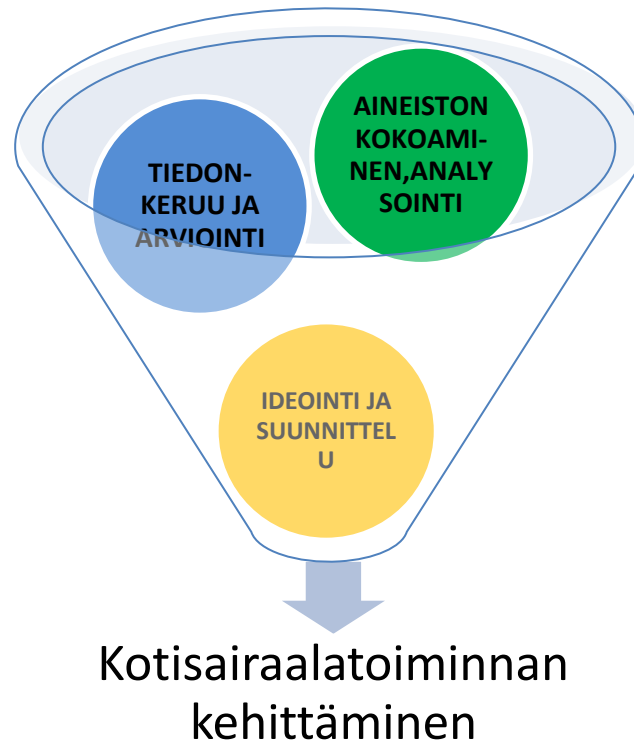 TIEDON-
KERUU JA
ARVIOINTI
AINEISTON
KOKOAMI-
NEN,ANALY
SOINTI
IDEOINTI JA
SUUNNITTEL
U
Kotisairaalatoiminnan
kehittäminen